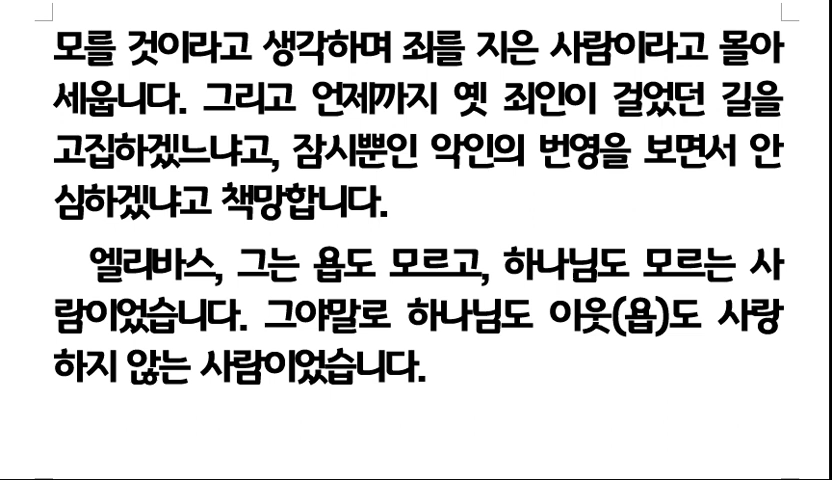 모를 것이라고 생각하며 죄를 지은 사람이라고 몰아
세웁니다. 그리고 언제까지 옛 죄인이 걸었던 길을
고집하겠느냐고, 잠시뿐인 악인의 번영을 보면서 안
심하겠냐고 책망합니다.
엘리바스, 그는 욥도 모르고, 하나님도 모르는 사
람이었습니다. 그야말로 하나님도 이웃(욥)도 사랑
하지 않는 사람이었습니다.